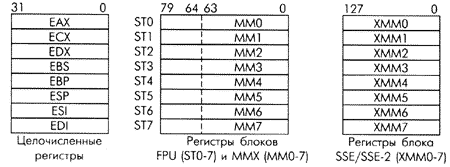 31 0
EAX
ECX
EDX
EBS
EBP
ESP
ESI
EDI
Целочисленные
регистры
79 64 63 0
ST0 MM0
ST1 MM1
ST2 MM2
ST3 MM3
ST4 MM4
ST5 MM5
ST6 MM6
ST7 MM7
Регистры блоков
FPU (ST0-7) и MMX (MM0-7)
127 0
XMM0
XMM1
XMM2
XMM3
XMM4
XMM5
XMM6
XMM7
Регистры блока
SSE/SSE-2 (XMM0-7)